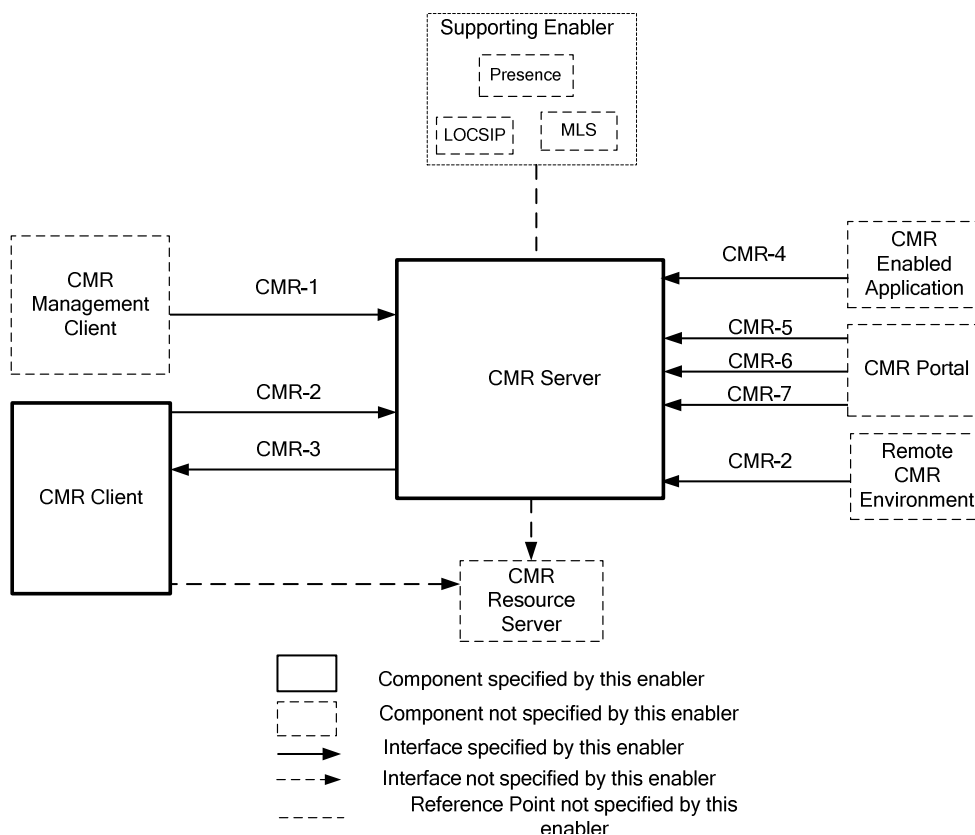 Supporting Enabler
Presence
LOCSIP
MLS
CMR
Management
Client
CMR-1
CMR-2
CMR-3
CMR Client
CMR Server
CMR-4
CMR
Enabled
Application
CMR-5
CMR-6
CMR-7
CMR Portal
CMR-2
Remote
CMR
Environment
CMR
Resource
Server
Component specified by this enabler
Component not specified by this enabler
Interface specified by this enabler
Interface not specified by this enabler
Reference Point not specified by this
enabler